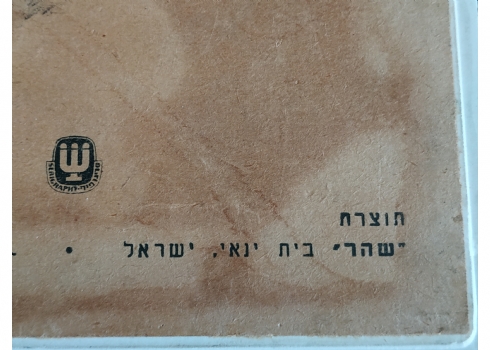 תוצרת
"שהר" בית ינאי, ישראל •